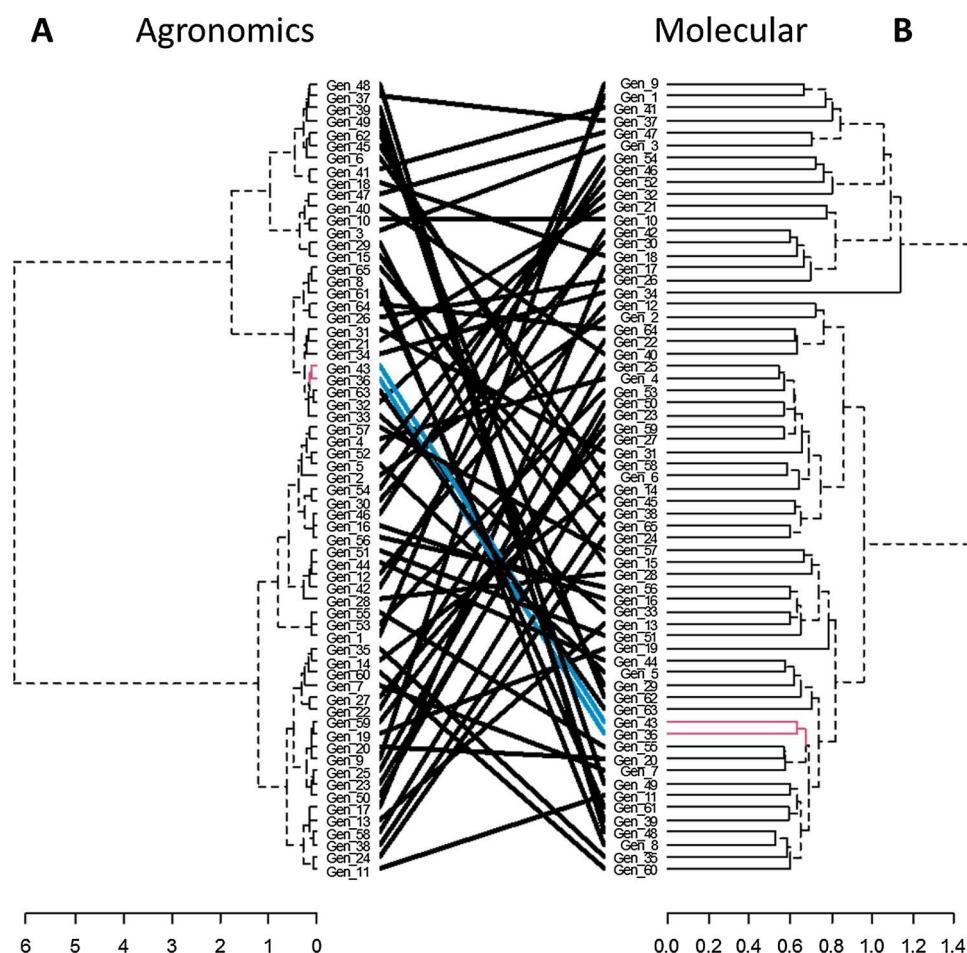 A Agronomics Molecular B
Gen_48
Gen_37
Gen_39
Gen_49
Gen_62
Gen_45
Gen_6
Gen_41
Gen_18
Gen_47
Gen_40
Gen_10
Gen_3
Gen_29
Gen_15
Gen_65
Gen_8
Gen_61
Gen_64
Gen_26
Gen_31
Gen_21
Gen_34
Gen_43
Gen_36
Gen_63
Gen_32
Gen_33
Gen_57
Gen_4
Gen_52
Gen_5
Gen_2
Gen_54
Gen_30
Gen_46
Gen_16
Gen_56
Gen_51
Gen_44
Gen_12
Gen_42
Gen_28
Gen_55
Gen_53
Gen_1
Gen_35
Gen_14
Gen_60
Gen_7
Gen_27
Gen_22
Gen_59
Gen_19
Gen_20
Gen_9
Gen_25
Gen_23
Gen_50
Gen_17
Gen_13
Gen_58
Gen_38
Gen_24
Gen_11
Gen_9
Gen_1
Gen_41
Gen_37
Gen_47
Gen_3
Gen_54
Gen_46
Gen_52
Gen_32
Gen_21
Gen_10
Gen_42
Gen_30
Gen_18
Gen_17
Gen_26
Gen_34
Gen_12
Gen_2
Gen_64
Gen_22
Gen_40
Gen_25
Gen_4
Gen_53
Gen_50
Gen_23
Gen_59
Gen_27
Gen_31
Gen_58
Gen_6
Gen_14
Gen_45
Gen_38
Gen_65
Gen_24
Gen_57
Gen_15
Gen_28
Gen_56
Gen_16
Gen_33
Gen_13
Gen_51
Gen_19
Gen_44
Gen_5
Gen_29
Gen_62
Gen_63
Gen_43
Gen_36
Gen_55
Gen_20
Gen_7
Gen_49
Gen_11
Gen_61
Gen_39
Gen_48
Gen_8
Gen_35
Gen_60
6 5 4 3 2 1 0
0.0 0.2 0.4 0.6 0.8 1.0 1.2 1.4